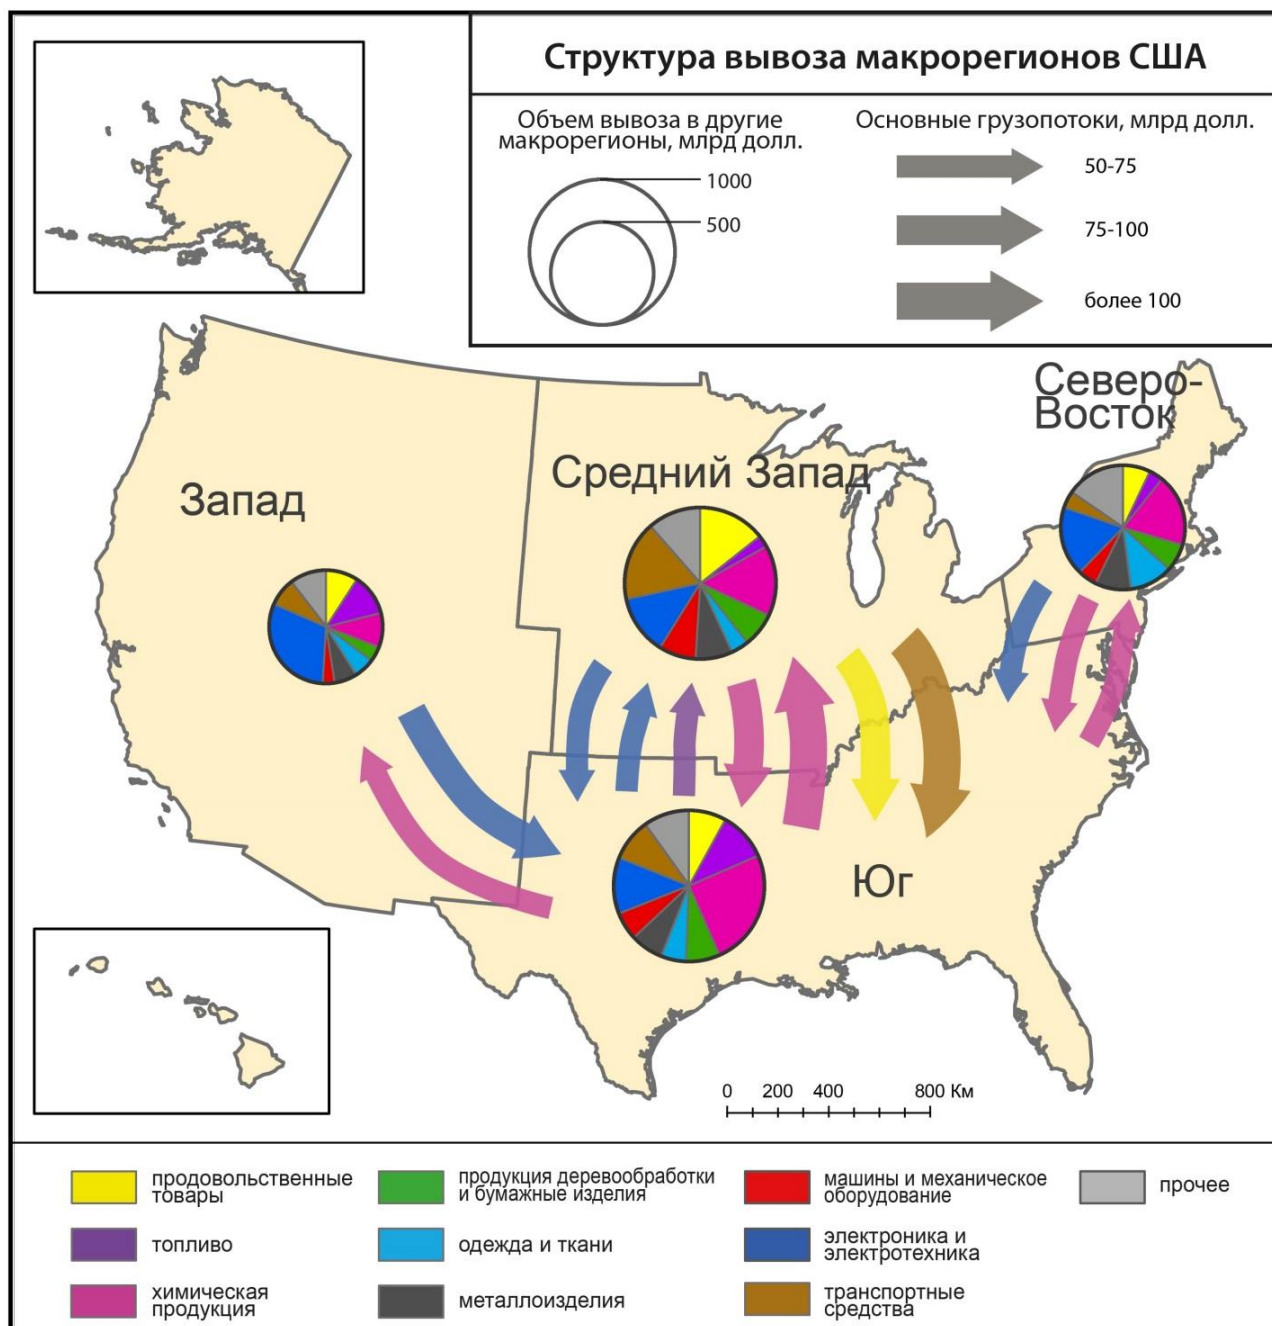 Структура вывоза макрорегионов США
Объем вывоза в другие
макрорегионы, млрд долл.
1000
500
Основные грузопотоки, млрд долл.
50-75
75-100
более 100
Северо-
Восток
Средний Запад
Запад
Юг
0 200 400 800 Км
продовольственные
товары
топливо
химическая
продукция
продукция деревообработки
и бумажные изделия
одежда и ткани
металлоизделия
машины и механическое
оборудование
электроника и
электротехника
транспортные
средства
прочее